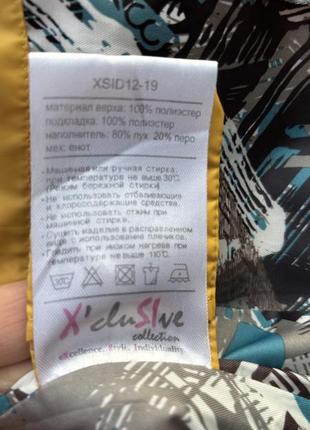 XSID12-19
материал верха: 100% полиэстер
подкладка: 100% полиэстер
наполнитель: 80% пух 20% перо
мех: енот
• Машинная или ручная стирка:
при температуре не выше 30°С
(Режим бережной стирки)
• Не использовать отбеливающие
и хлорсодержащие средства.
• Не использовать отжим при
машинной стирке.
• Сушить изделие в расправленном
виде с использованием плечиков.
• Гладить при низком нагрева при
температуре не выше 110°С.
X'cluSIve
collection
eXcellence, Style, Individuality.